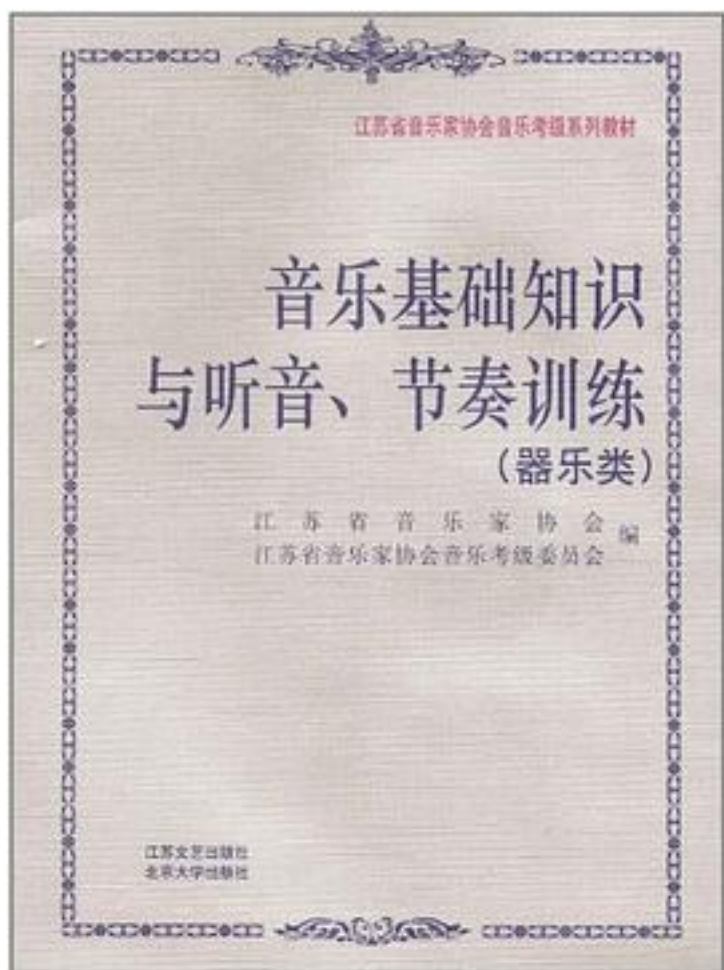 江苏省音乐家协会音乐考级系列教材
音乐基础知识
与听音、节奏训练
(器乐类)
江苏省音乐家协会
江苏省音乐家协会音乐考级委员会
编
江苏文艺出版社
北京大学出版社